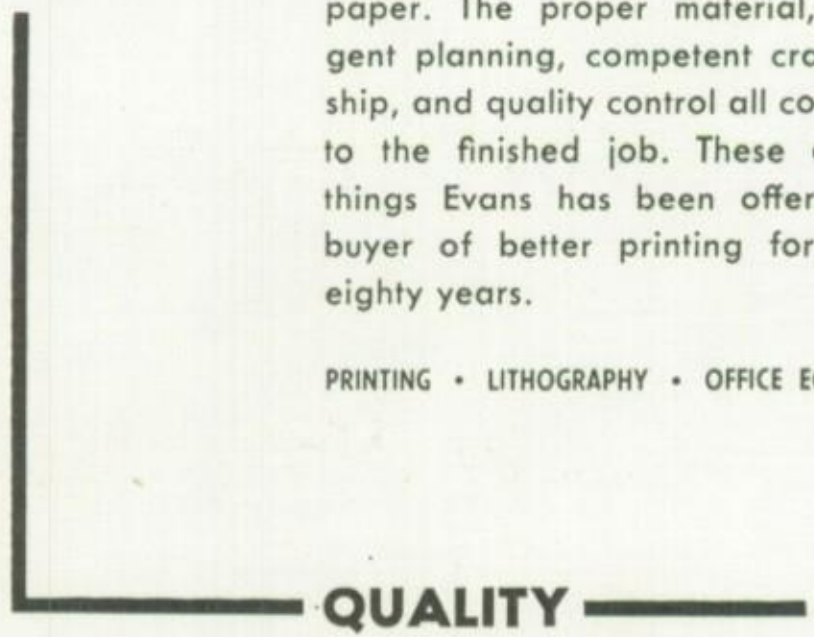 paper. The proper material,
gent planning, competent cra
ship, and quality control all co
to the finished job. These
things Evans has been offer
buyer of better printing for
eighty years.
PRINTING • LITHOGRAPHY • OFFICE E
QUALITY